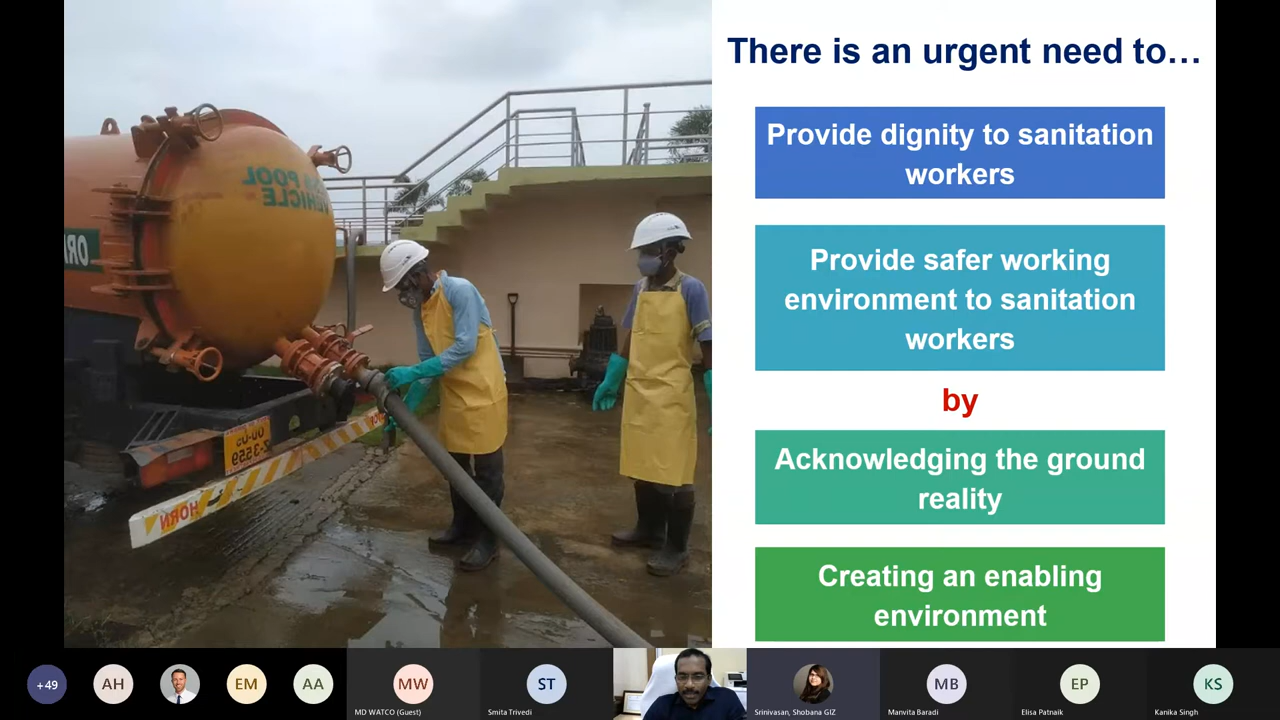 There is an urgent need to…
Provide dignity to sanitation
workers
Provide safer working
environment to sanitation
workers
by
Acknowledging the ground
reality
Creating an enabling
environment
POOL
VEHICLE
HORN
+49
AH
EM
AA
MW
MD WATCO (Guest)
ST
Smita Trivedi
Srinivasan, Shobana GIZ
MB
Manvita Baradi
EP
Elisa Patnaik
KS
Kanika Singh